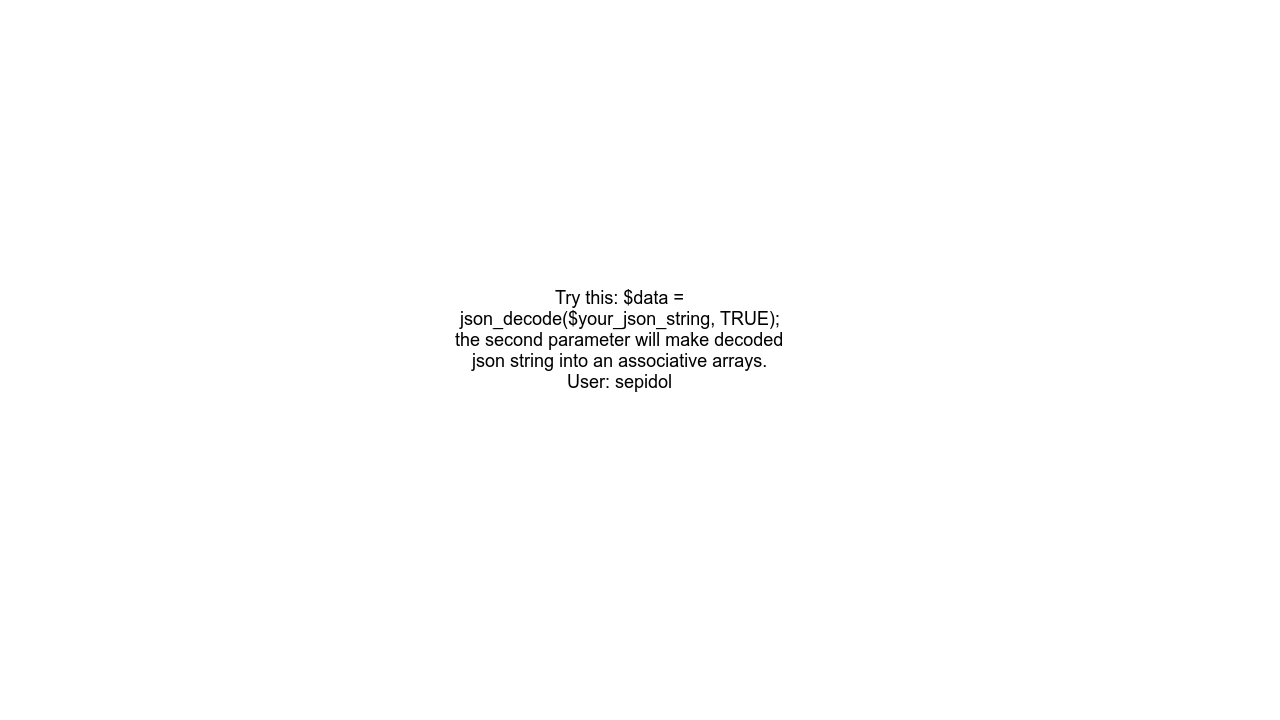 Try this: $data =
json_decode($your_json_string, TRUE);
the second parameter will make decoded
json string into an associative arrays.
User: sepidol